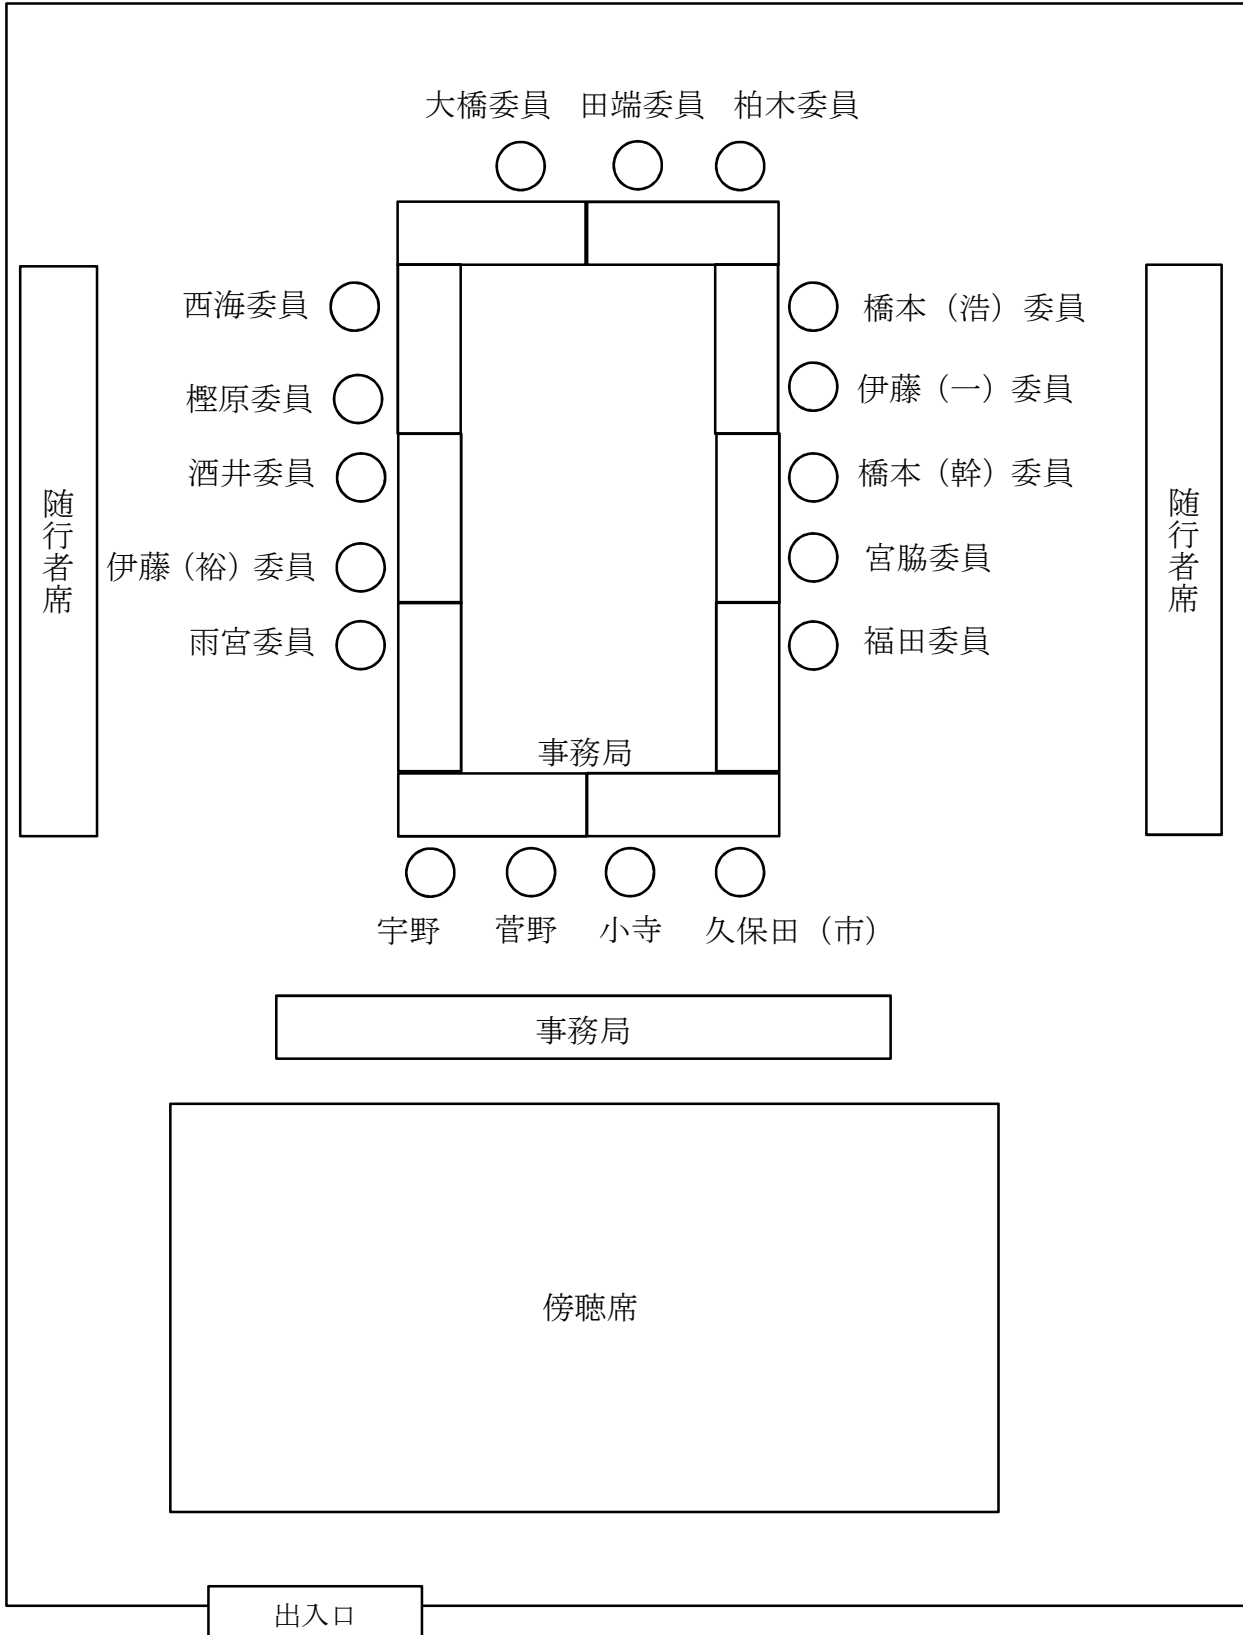 大橋委員 田端委員 柏木委員
西海委員
橋本（浩）委員
樫原委員
伊藤（一）委員
酒井委員
橋本（幹）委員
伊藤（裕）委員
宮脇委員
雨宮委員
福田委員
随行者席
随行者席
事務局
宇野 菅野 小寺 久保田（市）
事務局
傍聴席
出入口